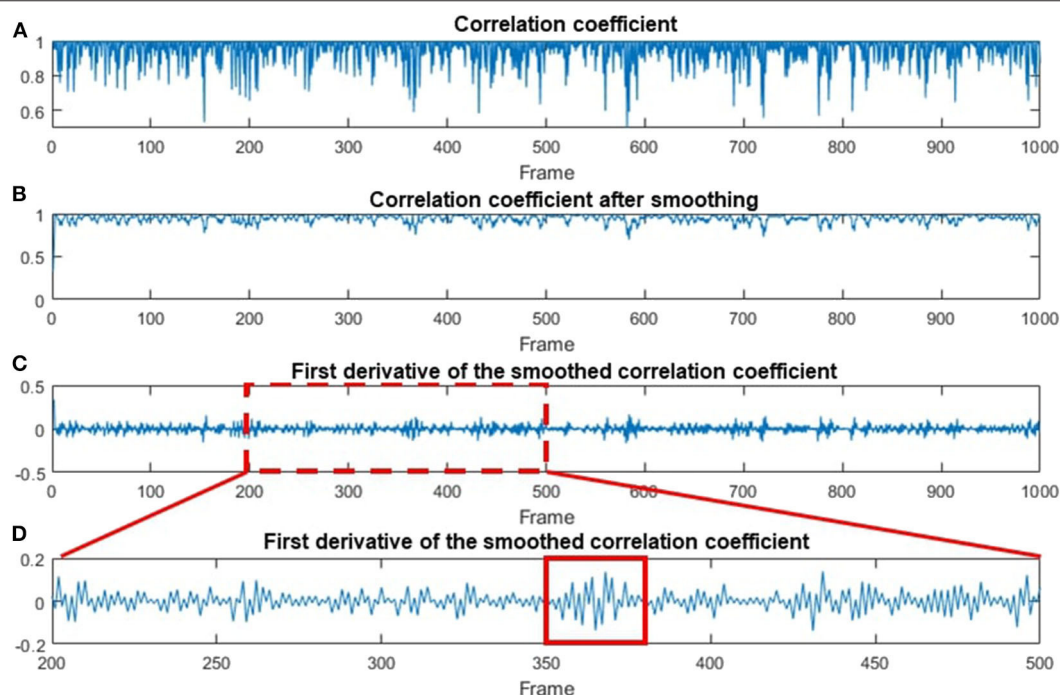 A
Correlation coefficient
1
0.8
0.6
0 100 200 300 400 500 600 700 800 900 1000
Frame
B
Correlation coefficient after smoothing
1
0.5
0
0 100 200 300 400 500 600 700 800 900 1000
Frame
C
First derivative of the smoothed correlation coefficient
0.5
0
-0.5
0 100 200 300 400 500 600 700 800 900 1000
Frame
D
First derivative of the smoothed correlation coefficient
0.2
0
-0.2
200 250 300 350 400 450 500
Frame